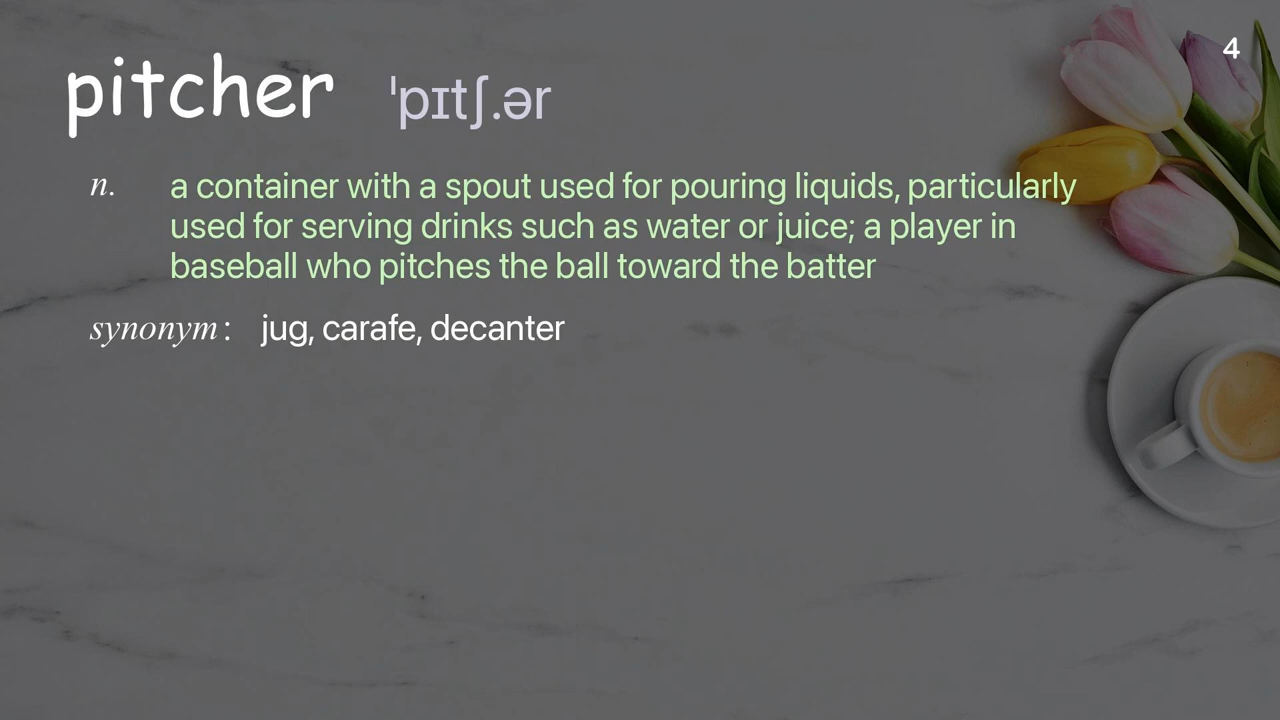 4
pitcher ˈpɪtʃ.ər
n. a container with a spout used for pouring liquids, particularly
used for serving drinks such as water or juice; a player in
baseball who pitches the ball toward the batter
synonym: jug, carafe, decanter